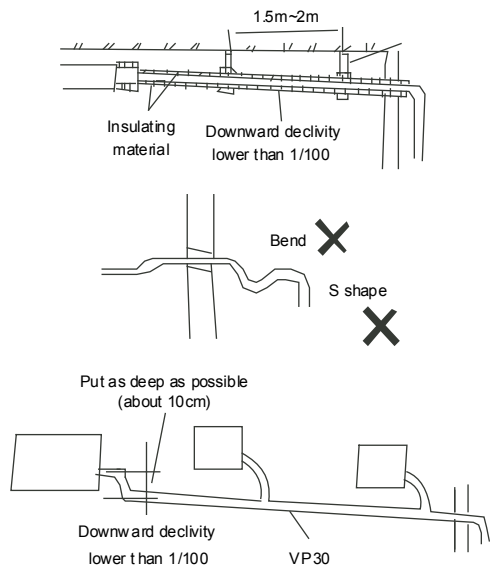 1.5m~2m
Insulating
material
Downward declivity
lower than 1/100
Bend
S shape
Put as deep as possible
(about 10cm)
Downward declivity
lower than 1/100
VP30